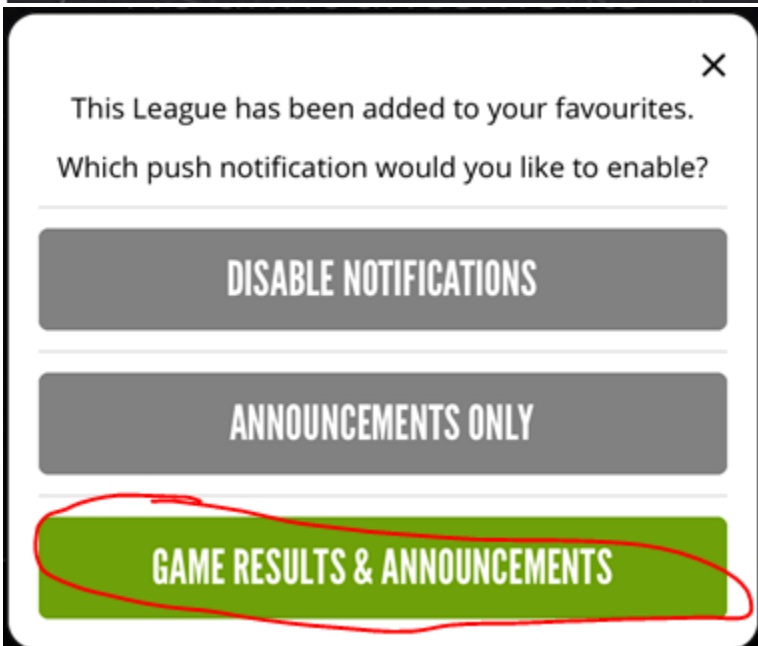 This League has been added to your favourites.
Which push notification would you like to enable?
DISABLE NOTIFICATIONS
ANNOUNCEMENTS ONLY
GAME RESULTS & ANNOUNCEMENTS